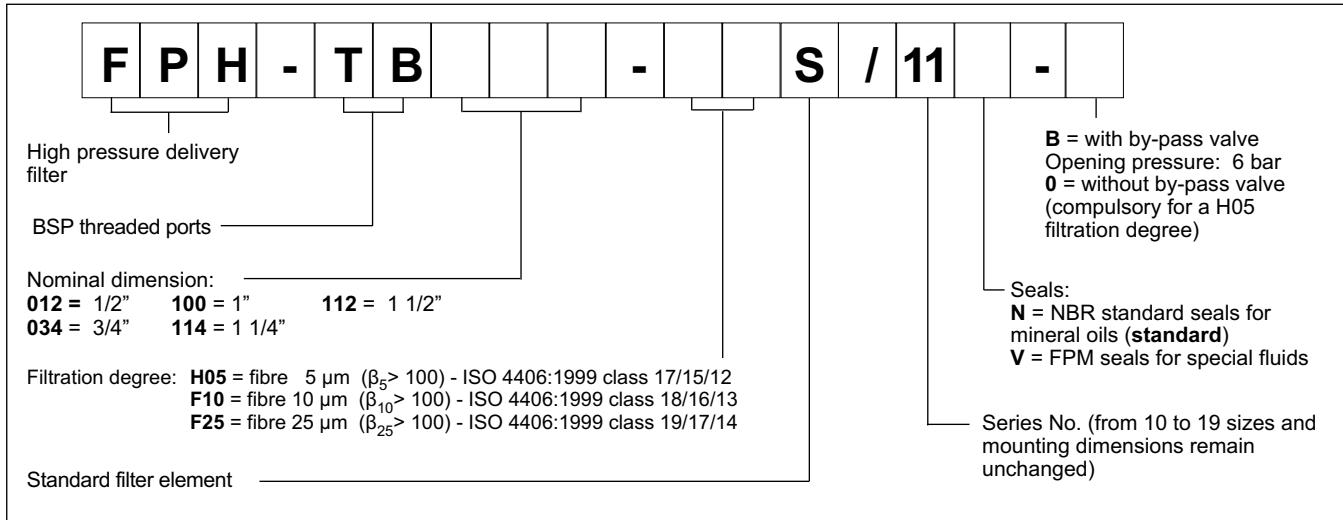 F P H - T B - S / 11 -
High pressure delivery
filter
BSP threaded ports
Nominal dimension:
012 = 1/2” 100 = 1” 112 = 1 1/2”
034 = 3/4” 114 = 1 1/4”
Filtration degree: H05 = fibre 5 µm (β5> 100) - ISO 4406:1999 class 17/15/12
F10 = fibre 10 µm (β10> 100) - ISO 4406:1999 class 18/16/13
F25 = fibre 25 µm (β25> 100) - ISO 4406:1999 class 19/17/14
Standard filter element
B = with by-pass valve
Opening pressure: 6 bar
0 = without by-pass valve
(compulsory for a H05
filtration degree)
Seals:
N = NBR standard seals for
mineral oils (standard)
V = FPM seals for special fluids
Series No. (from 10 to 19 sizes and
mounting dimensions remain
unchanged)